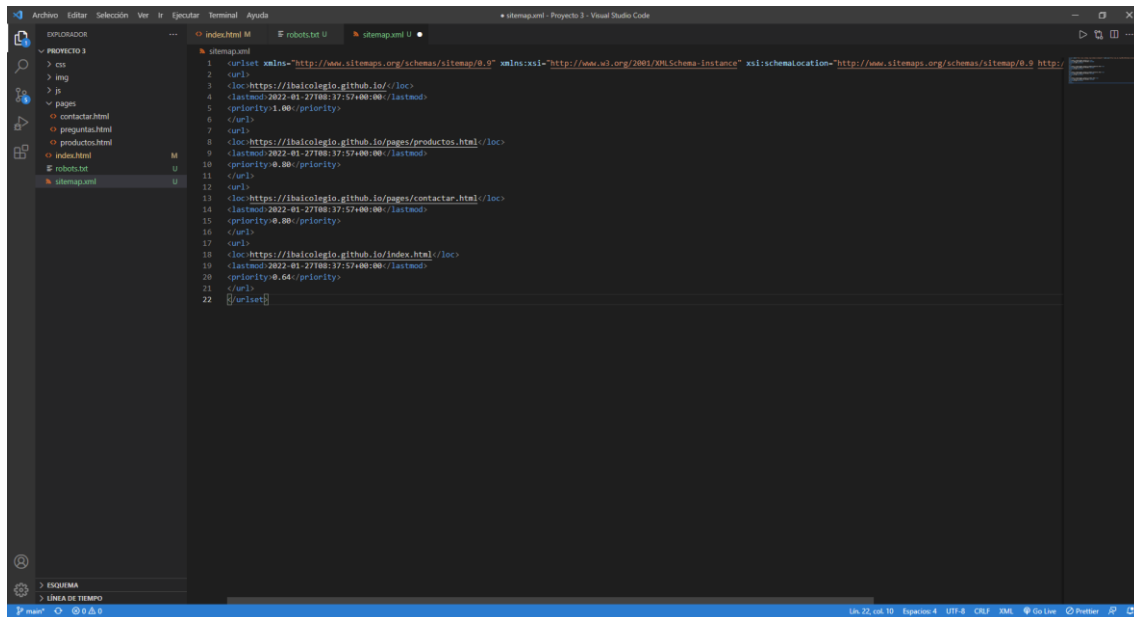 Archivo Editar Selección Ver Ir Ejecutar Terminal Ayuda
● sitemap.xml - Proyecto 3 - Visual Studio Code
EXPLORADOR
PROYECTO 3
css
img
js
pages
contactar.html
preguntas.html
productos.html
index.html M
robots.txt U
sitemap.xml U
ESQUEMA
LÍNEA DE TIEMPO
index.html M robots.txt U sitemap.xml U ●
sitemap.xml
1 <urlset xmlns="http://www.sitemaps.org/schemas/sitemap/0.9" xmlns:xsi="http://www.w3.org/2001/XMLSchema-instance" xsi:schemaLocation="http://www.sitemaps.org/schemas/sitemap/0.9 http:/
2 <url>
3 <loc>https://ibaicolegio.github.io/</loc>
4 <lastmod>2022-01-27T08:37:57+00:00</lastmod>
5 <priority>1.00</priority>
6 </url>
7 <url>
8 <loc>https://ibaicolegio.github.io/pages/productos.html</loc>
9 <lastmod>2022-01-27T08:37:57+00:00</lastmod>
10 <priority>0.80</priority>
11 </url>
12 <url>
13 <loc>https://ibaicolegio.github.io/pages/contactar.html</loc>
14 <lastmod>2022-01-27T08:37:57+00:00</lastmod>
15 <priority>0.80</priority>
16 </url>
17 <url>
18 <loc>https://ibaicolegio.github.io/index.html</loc>
19 <lastmod>2022-01-27T08:37:57+00:00</lastmod>
20 <priority>0.64</priority>
21 </url>
22 </urlset>
main* 0 0 Lín. 22, col. 10 Espacios: 4 UTF-8 CRLF XML Go Live Prettier